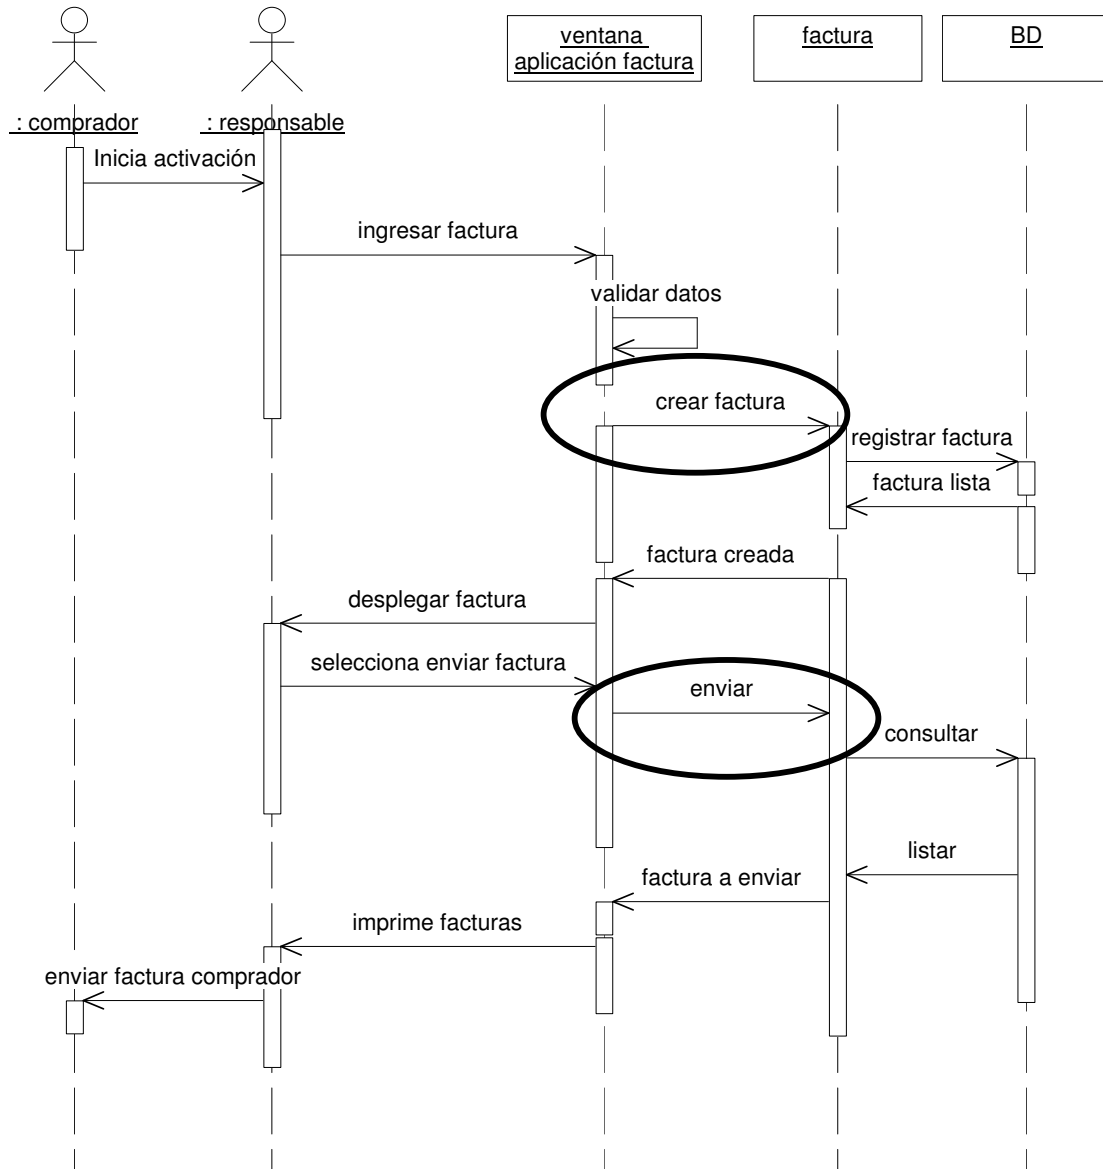 ventana
aplicación factura
factura
BD
: comprador
: responsable
Inicia activación
ingresar factura
validar datos
crear factura
registrar factura
factura lista
factura creada
desplegar factura
selecciona enviar factura
enviar
consultar
listar
factura a enviar
imprime facturas
enviar factura comprador